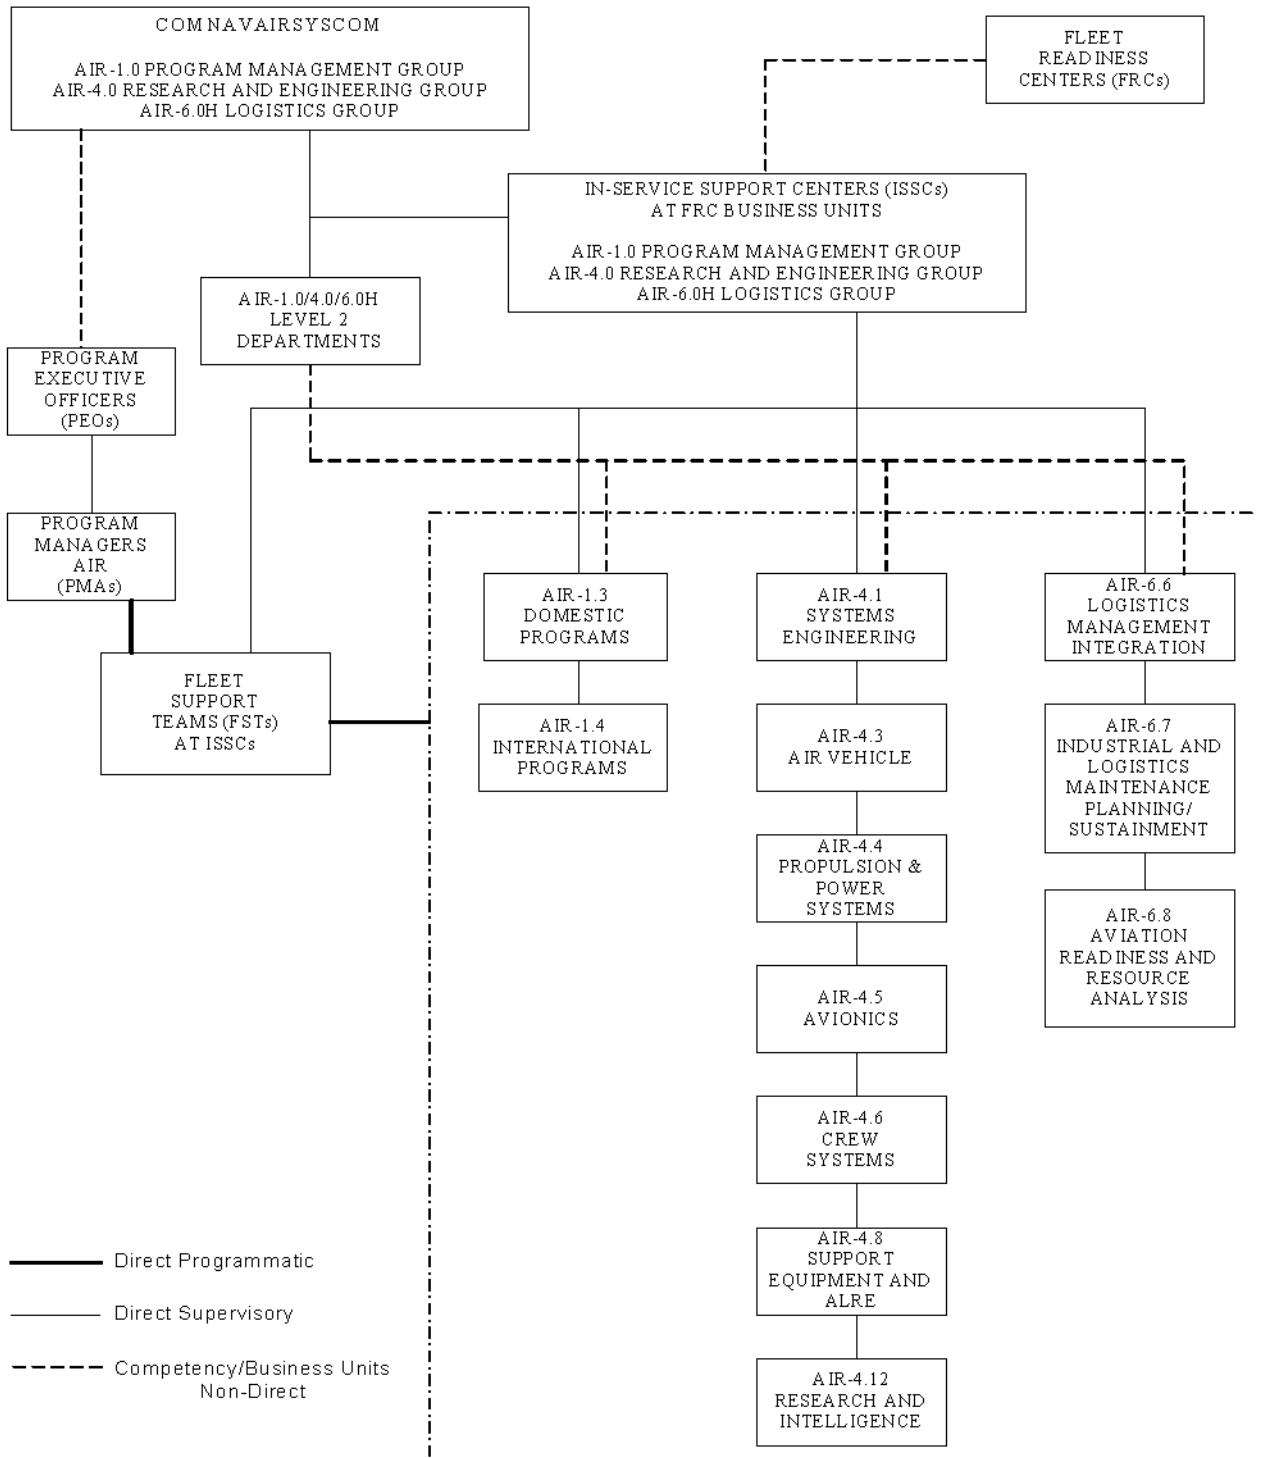 COMNAVAIRSYSCOM
AIR-1.0 PROGRAM MANAGEMENT GROUP
AIR-4.0 RESEARCH AND ENGINEERING GROUP
AIR-6.0H LOGISTICS GROUP
FLEET
READINESS
CENTERS (FRCs)
IN-SERVICE SUPPORT CENTERS (ISSCs)
AT FRC BUSINESS UNITS
AIR-1.0 PROGRAM MANAGEMENT GROUP
AIR-4.0 RESEARCH AND ENGINEERING GROUP
AIR-6.0H LOGISTICS GROUP
AIR-1.0/4.0/6.0H
LEVEL 2
DEPARTMENTS
PROGRAM
EXECUTIVE
OFFICERS
(PEOs)
PROGRAM
MANAGERS
AIR
(PMAs)
FLEET
SUPPORT
TEAMS (FSTs)
AT ISSCs
AIR-1.3
DOMESTIC
PROGRAMS
AIR-1.4
INTERNATIONAL
PROGRAMS
AIR-4.1
SYSTEMS
ENGINEERING
AIR-4.3
AIR VEHICLE
AIR-4.4
PROPULSION &
POWER
SYSTEMS
AIR-4.5
AVIONICS
AIR-4.6
CREW
SYSTEMS
AIR-4.8
SUPPORT
EQUIPMENT AND
ALRE
AIR-4.12
RESEARCH AND
INTELLIGENCE
AIR-6.6
LOGISTICS
MANAGEMENT
INTEGRATION
AIR-6.7
INDUSTRIAL AND
LOGISTICS
MAINTENANCE
PLANNING/
SUSTAINMENT
AIR-6.8
AVIATION
READINESS AND
RESOURCE
ANALYSIS
Direct Programmatic
Direct Supervisory
Competency/Business Units
Non-Direct